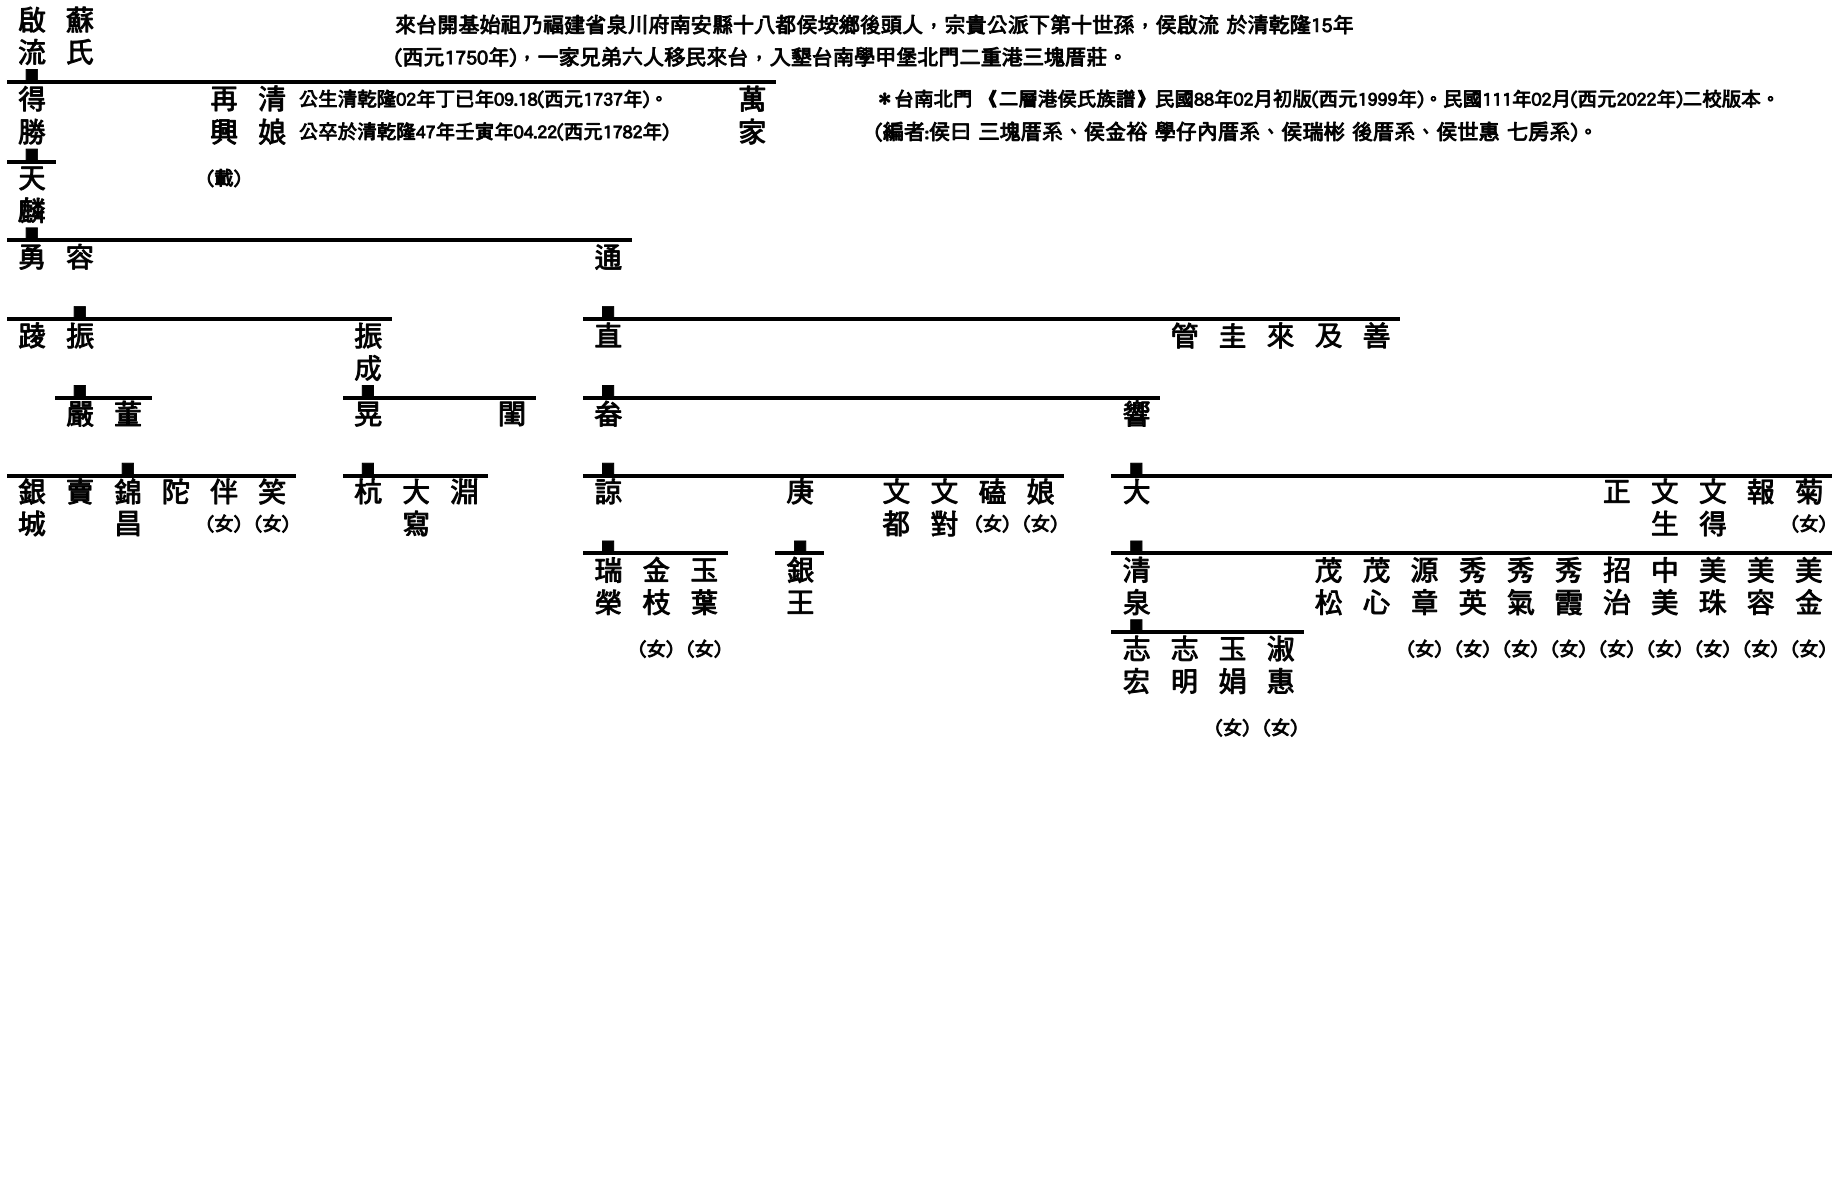 啟流 蘇氏
來台開基始祖乃福建省泉川府南安縣十八都侯垵鄉後頭人，宗貴公派下第十世孫，侯啟流 於清乾隆15年
(西元1750年)，一家兄弟六人移民來台，入墾台南學甲堡北門二重港三塊厝莊。
得勝 再興 清娘 萬家
公生清乾隆02年丁已年09.18(西元1737年)。
公卒於清乾隆47年壬寅年04.22(西元1782年)
＊台南北門 《二層港侯氏族譜》民國88年02月初版(西元1999年)。民國111年02月(西元2022年)二校版本。
(編者:侯曰 三塊厝系、侯金裕 學仔內厝系、侯瑞彬 後厝系、侯世惠 七房系)。
天麟 (載)
勇 容 通
踜 振 振成 直 管 圭 來 及 善
嚴 董 晃 閨 畚 響
銀城 賣 錦昌 陀 伴(女) 笑(女) 杭 大寫 淵 諒 庚 文都 文對 磕(女) 娘(女) 大 正 文生 文得 報 菊(女)
瑞榮 金枝(女) 玉葉(女) 銀王 清泉 茂松 茂心 源章(女) 秀英(女) 秀氣(女) 秀霞(女) 招治(女) 中美(女) 美珠(女) 美容(女) 美金(女)
志宏 志明 玉娟(女) 淑惠(女)